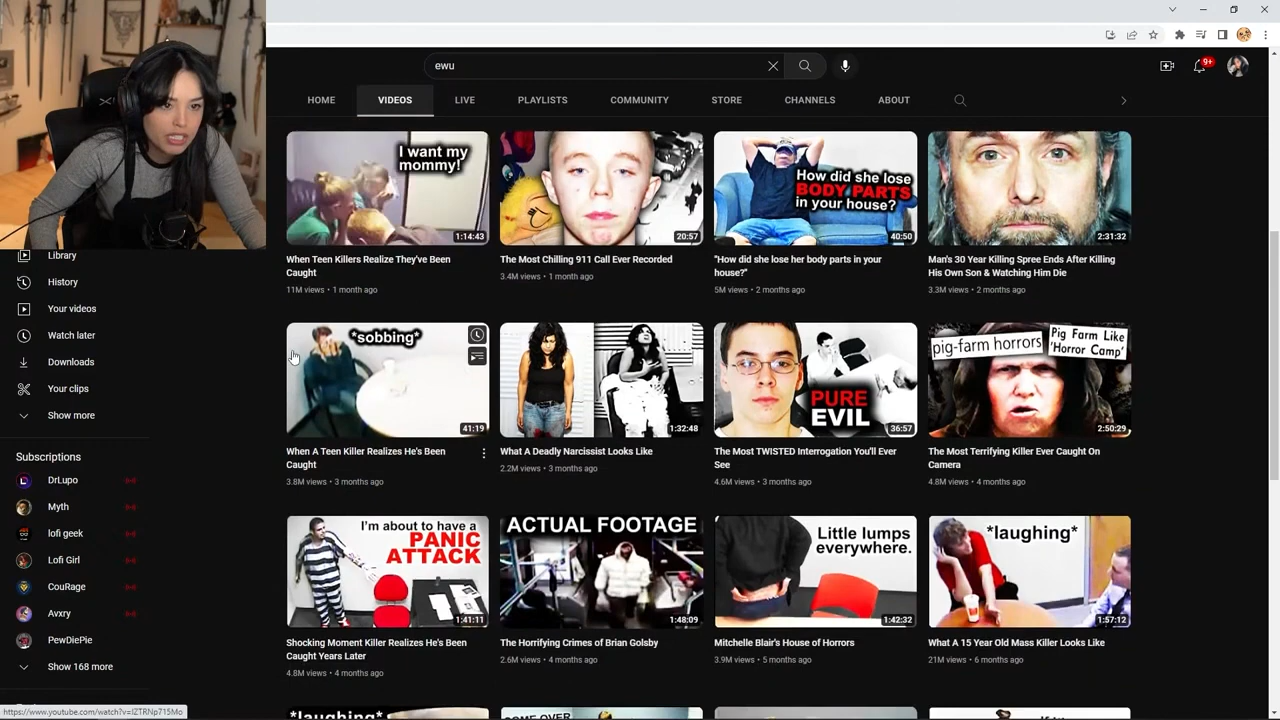 ewu
9+
HOME
VIDEOS
LIVE
PLAYLISTS
COMMUNITY
STORE
CHANNELS
ABOUT
I want my
mommy!
1:14:43
When Teen Killers Realize They've Been
Caught
11M views • 1 month ago
20:57
The Most Chilling 911 Call Ever Recorded
3.4M views • 1 month ago
How did she lose
BODY PARTS
in your house?
40:50
"How did she lose her body parts in your
house?"
5M views • 2 months ago
2:31:32
Man's 30 Year Killing Spree Ends After Killing
His Own Son & Watching Him Die
3.3M views • 2 months ago
Library
History
Your videos
Watch later
Downloads
Your clips
Show more
*sobbing*
41:19
When A Teen Killer Realizes He's Been
Caught
3.8M views • 3 months ago
1:32:48
What A Deadly Narcissist Looks Like
2.2M views • 3 months ago
PURE
EVIL
36:57
The Most TWISTED Interrogation You'll Ever
See
4.6M views • 3 months ago
pig-farm horrors
Pig Farm Like
'Horror Camp'
2:50:29
The Most Terrifying Killer Ever Caught On
Camera
4.8M views • 4 months ago
Subscriptions
DrLupo
Myth
lofi geek
Lofi Girl
CouRage
Avxry
PewDiePie
Show 168 more
I'm about to have a
PANIC
ATTACK
1:41:11
Shocking Moment Killer Realizes He's Been
Caught Years Later
4.8M views • 4 months ago
ACTUAL FOOTAGE
1:48:09
The Horrifying Crimes of Brian Golsby
2.6M views • 4 months ago
Little lumps
everywhere.
1:42:32
Mitchelle Blair's House of Horrors
3.9M views • 5 months ago
*laughing*
1:57:12
What A 15 Year Old Mass Killer Looks Like
21M views • 6 months ago
https://www.youtube.com/watch?v=IZTRNp715Mo
*laughing*
COME OVER